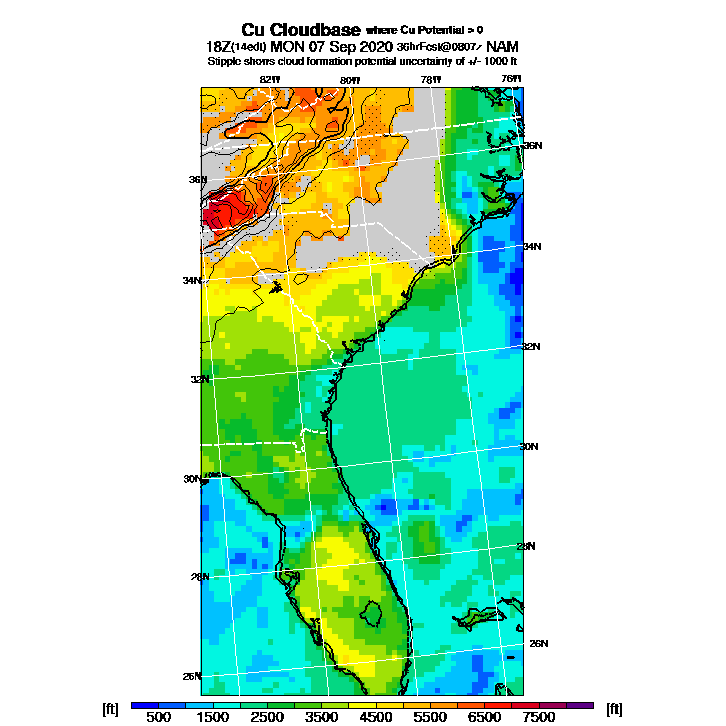 Cu Cloudbase where Cu Potential > 0
18Z(14edt) MON 07 Sep 2020 36hrFcst@0807z NAM
Stipple shows cloud formation potential uncertainty of +/- 1000 ft
82W 80W 78W 76W
36N
36N
34N
34N
32N
32N
30N
30N
28N
28N
26N
26N
[ft] 500 1500 2500 3500 4500 5500 6500 7500 [ft]